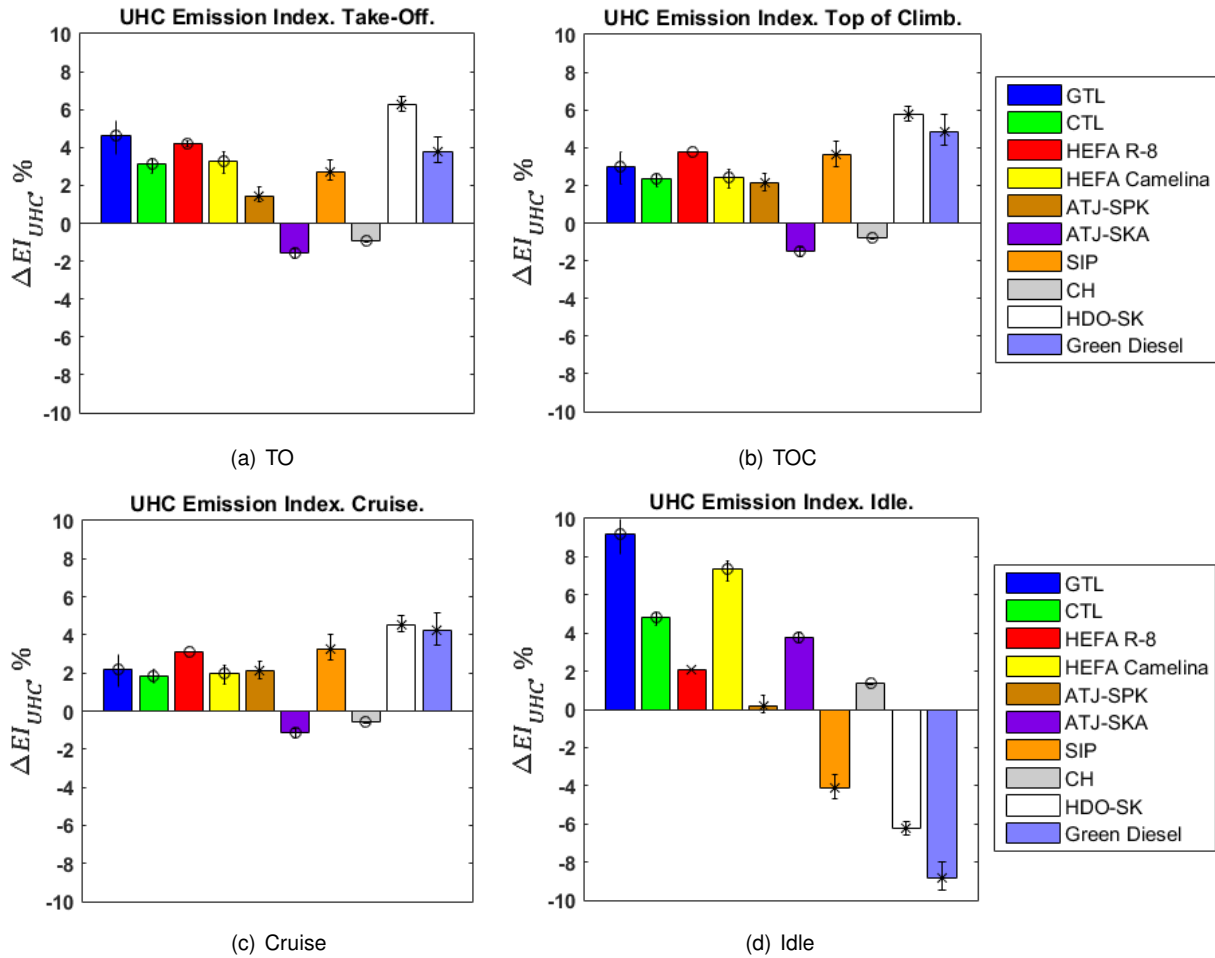 UHC Emission Index. Take-Off.
10
8
6
4
2
0
-2
-4
-6
-8
-10
ΔEI_UHC, %
(a) TO
UHC Emission Index. Top of Climb.
10
8
6
4
2
0
-2
-4
-6
-8
-10
ΔEI_UHC, %
(b) TOC
GTL
CTL
HEFA R-8
HEFA Camelina
ATJ-SPK
ATJ-SKA
SIP
CH
HDO-SK
Green Diesel
UHC Emission Index. Cruise.
10
8
6
4
2
0
-2
-4
-6
-8
-10
ΔEI_UHC, %
(c) Cruise
UHC Emission Index. Idle.
10
8
6
4
2
0
-2
-4
-6
-8
-10
ΔEI_UHC, %
(d) Idle
GTL
CTL
HEFA R-8
HEFA Camelina
ATJ-SPK
ATJ-SKA
SIP
CH
HDO-SK
Green Diesel